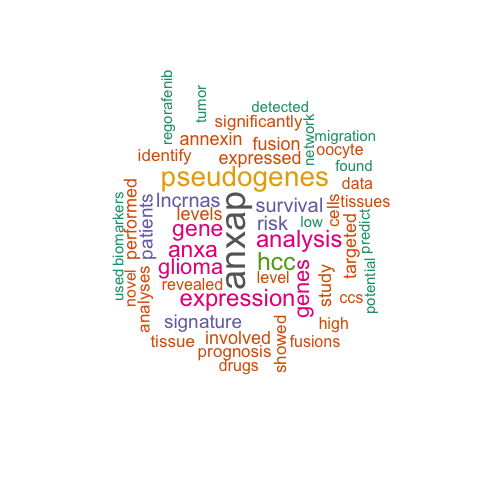 regorafenib
tumor
detected
significantly
network
migration
annexin
fusion
oocyte
identify
expressed
found
pseudogenes
data
biomarkers
performed
patients
lncrnas
anxap
survival
cells
tissues
levels
risk
low
predict
gene
analysis
targeted
anxa
hcc
used
novel
analyses
glioma
level
genes
study
potential
revealed
expression
ccs
signature
high
tissue
involved
showed
fusions
prognosis
drugs